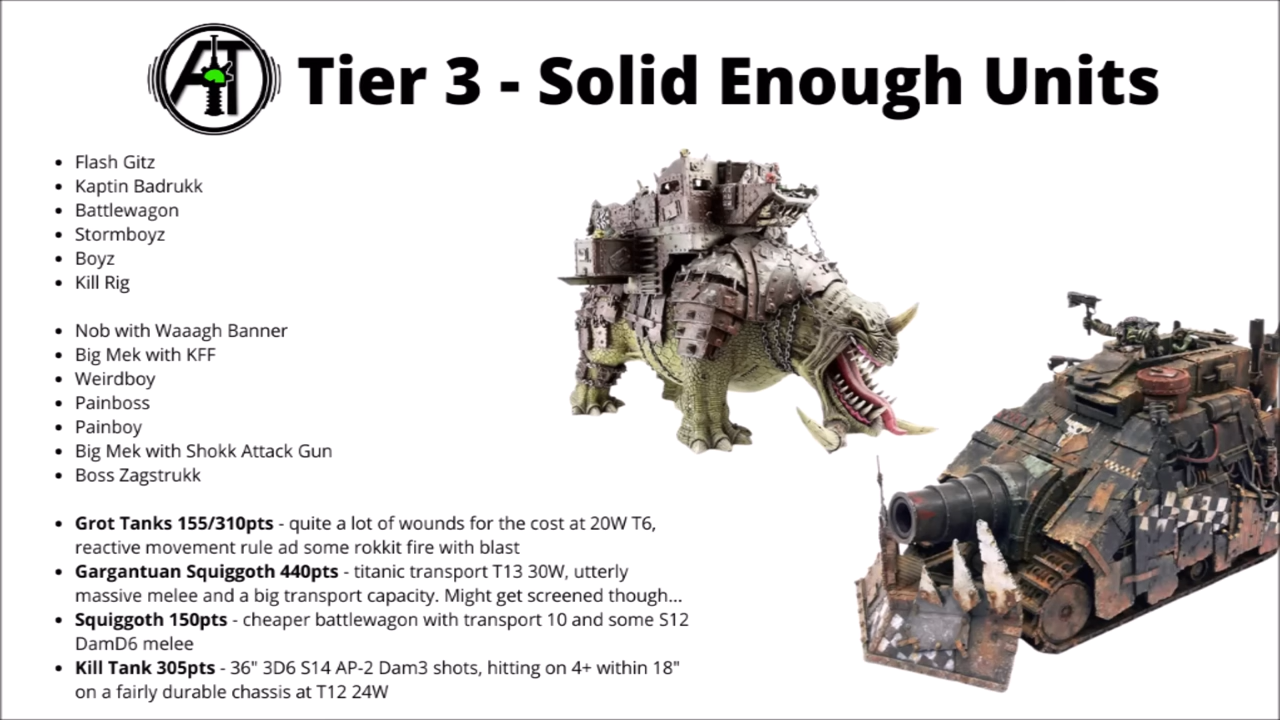 AT
Tier 3 - Solid Enough Units
Flash Gitz
Kaptin Badrukk
Battlewagon
Stormboyz
Boyz
Kill Rig
Nob with Waaagh Banner
Big Mek with KFF
Weirdboy
Painboss
Painboy
Big Mek with Shokk Attack Gun
Boss Zagstrukk
Grot Tanks 155/310pts - quite a lot of wounds for the cost at 20W T6,
reactive movement rule ad some rokkit fire with blast
Gargantuan Squiggoth 440pts - titanic transport T13 30W, utterly
massive melee and a big transport capacity. Might get screened though...
Squiggoth 150pts - cheaper battlewagon with transport 10 and some S12
DamD6 melee
Kill Tank 305pts - 36" 3D6 S14 AP-2 Dam3 shots, hitting on 4+ within 18"
on a fairly durable chassis at T12 24W